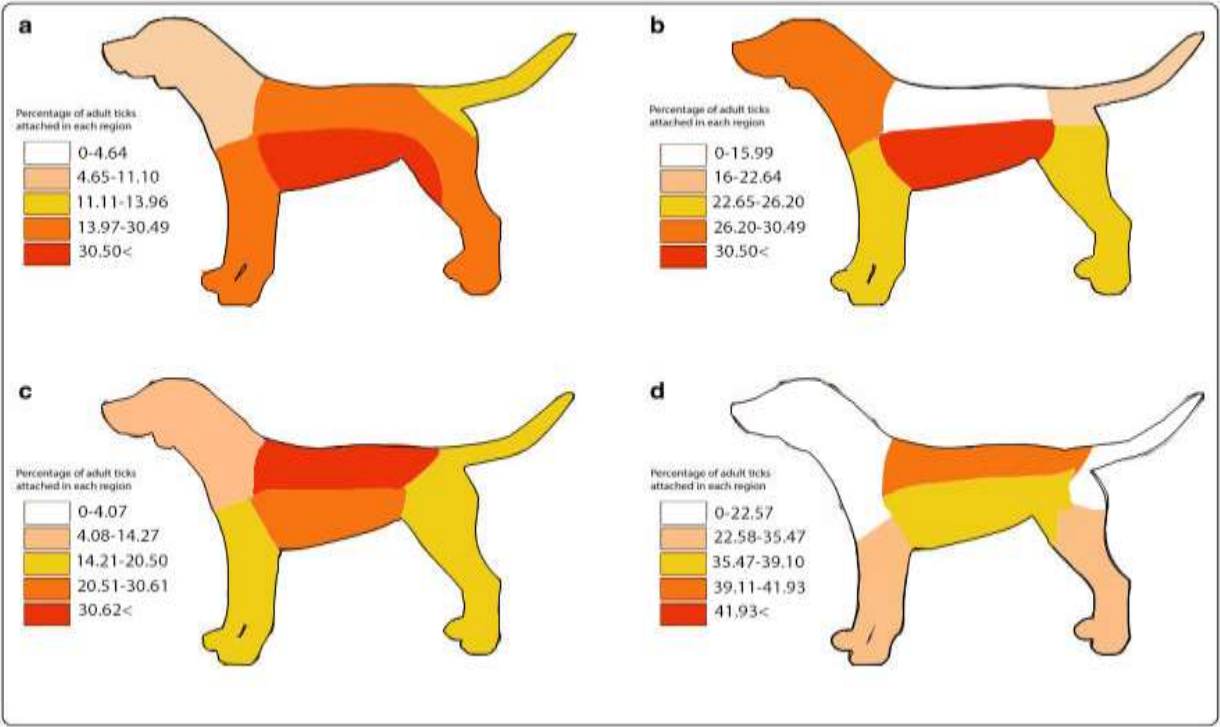 a
Percentage of adult ticks
attached in each region
0-4.64
4.65-11.10
11.11-13.96
13.97-30.49
30.50<
b
Percentage of adult ticks
attached in each region
0-15.99
16-22.64
22.65-26.20
26.20-30.49
30.50<
c
Percentage of adult ticks
attached in each region
0-4.07
4.08-14.27
14.21-20.50
20.51-30.61
30.62<
d
Percentage of adult ticks
attached in each region
0-22.57
22.58-35.47
35.47-39.10
39.11-41.93
41.93<